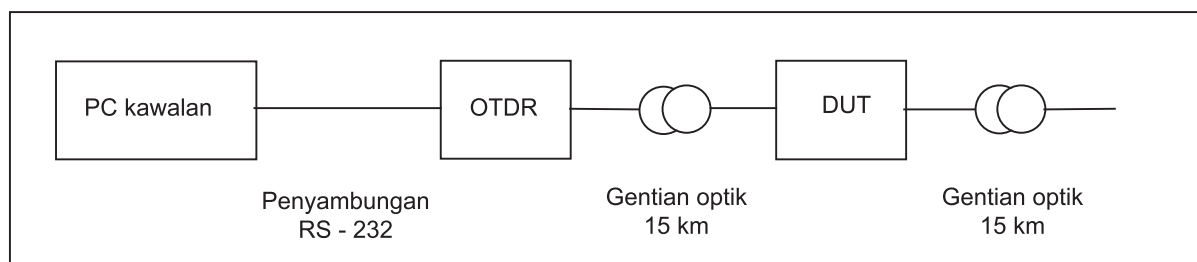 PC kawalan
OTDR
DUT
Penyambungan
RS - 232
Gentian optik
15 km
Gentian optik
15 km